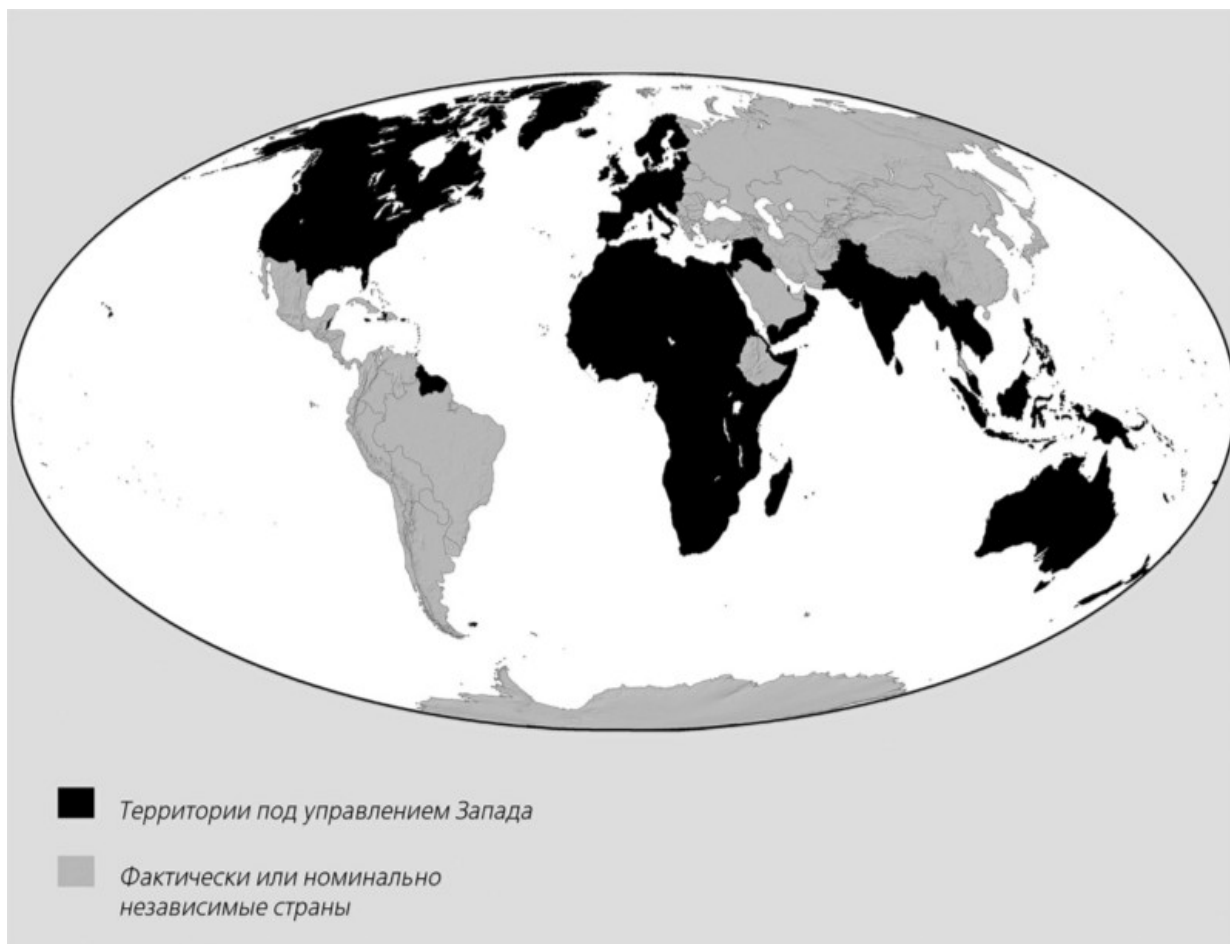 Территории под управлением Запада
Фактически или номинально
независимые страны